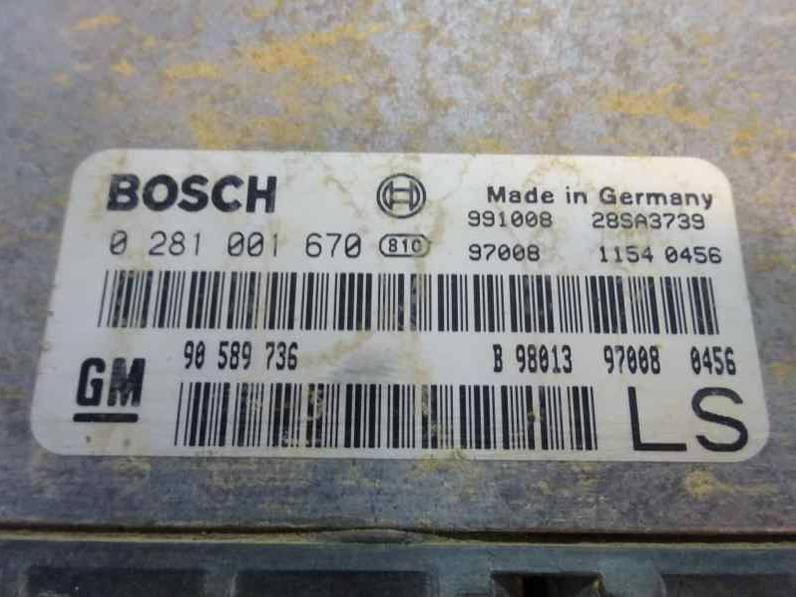 BOSCH
Made in Germany
991008 28SA3739
0 281 001 670 810
97008 1154 0456
90 589 736
B 98013 97008 0456
GM
LS